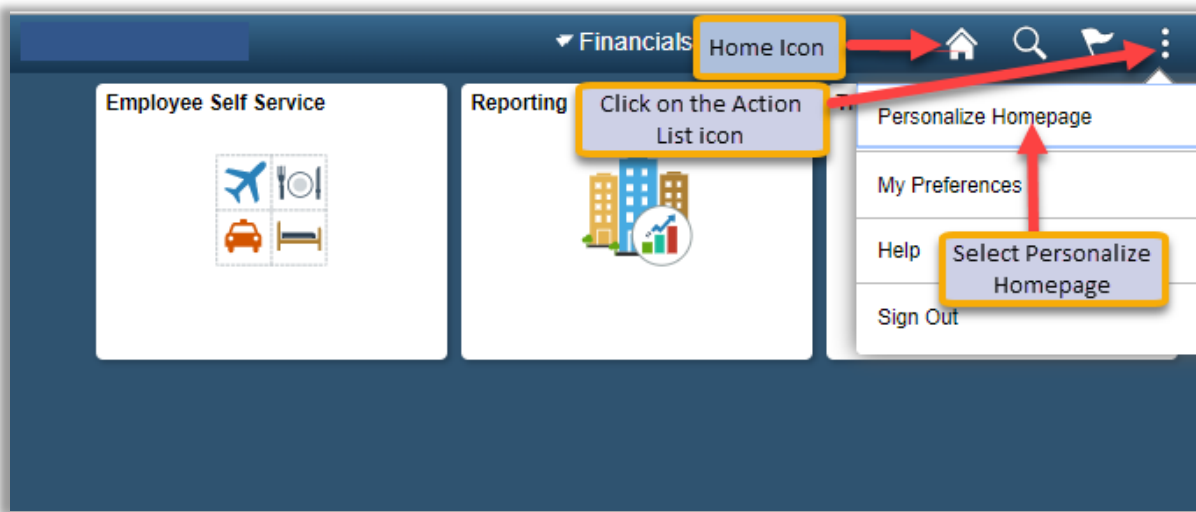 Financials
Home Icon
Employee Self Service
Reporting
Click on the Action
List icon
Personalize Homepage
My Preferences
Help
Select Personalize
Homepage
Sign Out